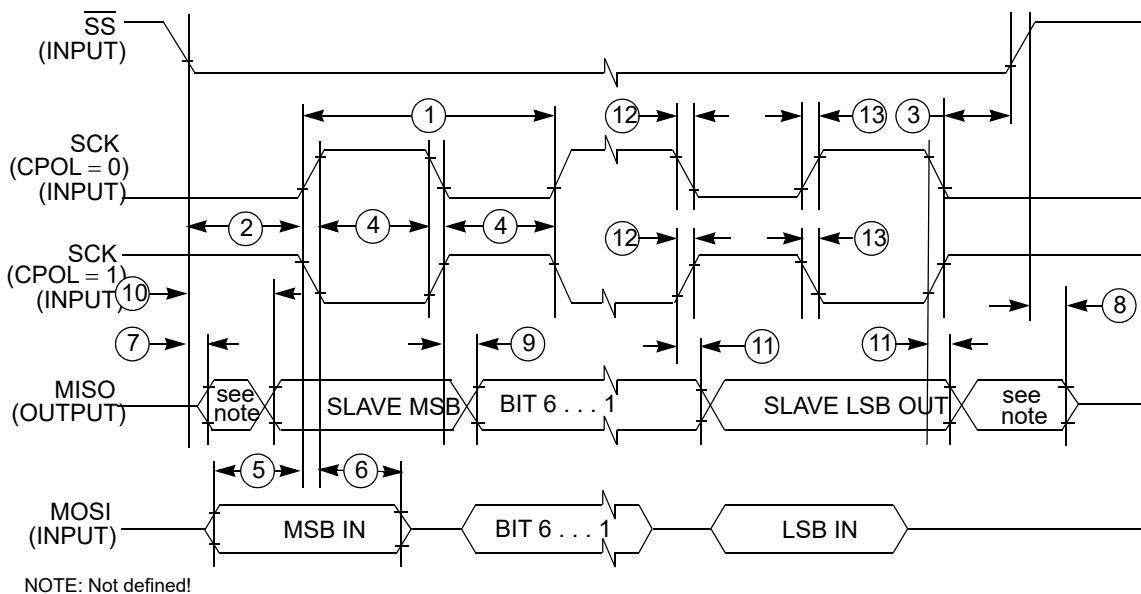 SS
(INPUT)
1
12
13
3
SCK
(CPOL = 0)
(INPUT)
2
4
4
12
13
SCK
(CPOL = 1)
(INPUT)
10
8
7
9
11
11
MISO
(OUTPUT)
see
note
SLAVE MSB
BIT 6 . . . 1
SLAVE LSB OUT
see
note
5
6
MOSI
(INPUT)
MSB IN
BIT 6 . . . 1
LSB IN
NOTE: Not defined!